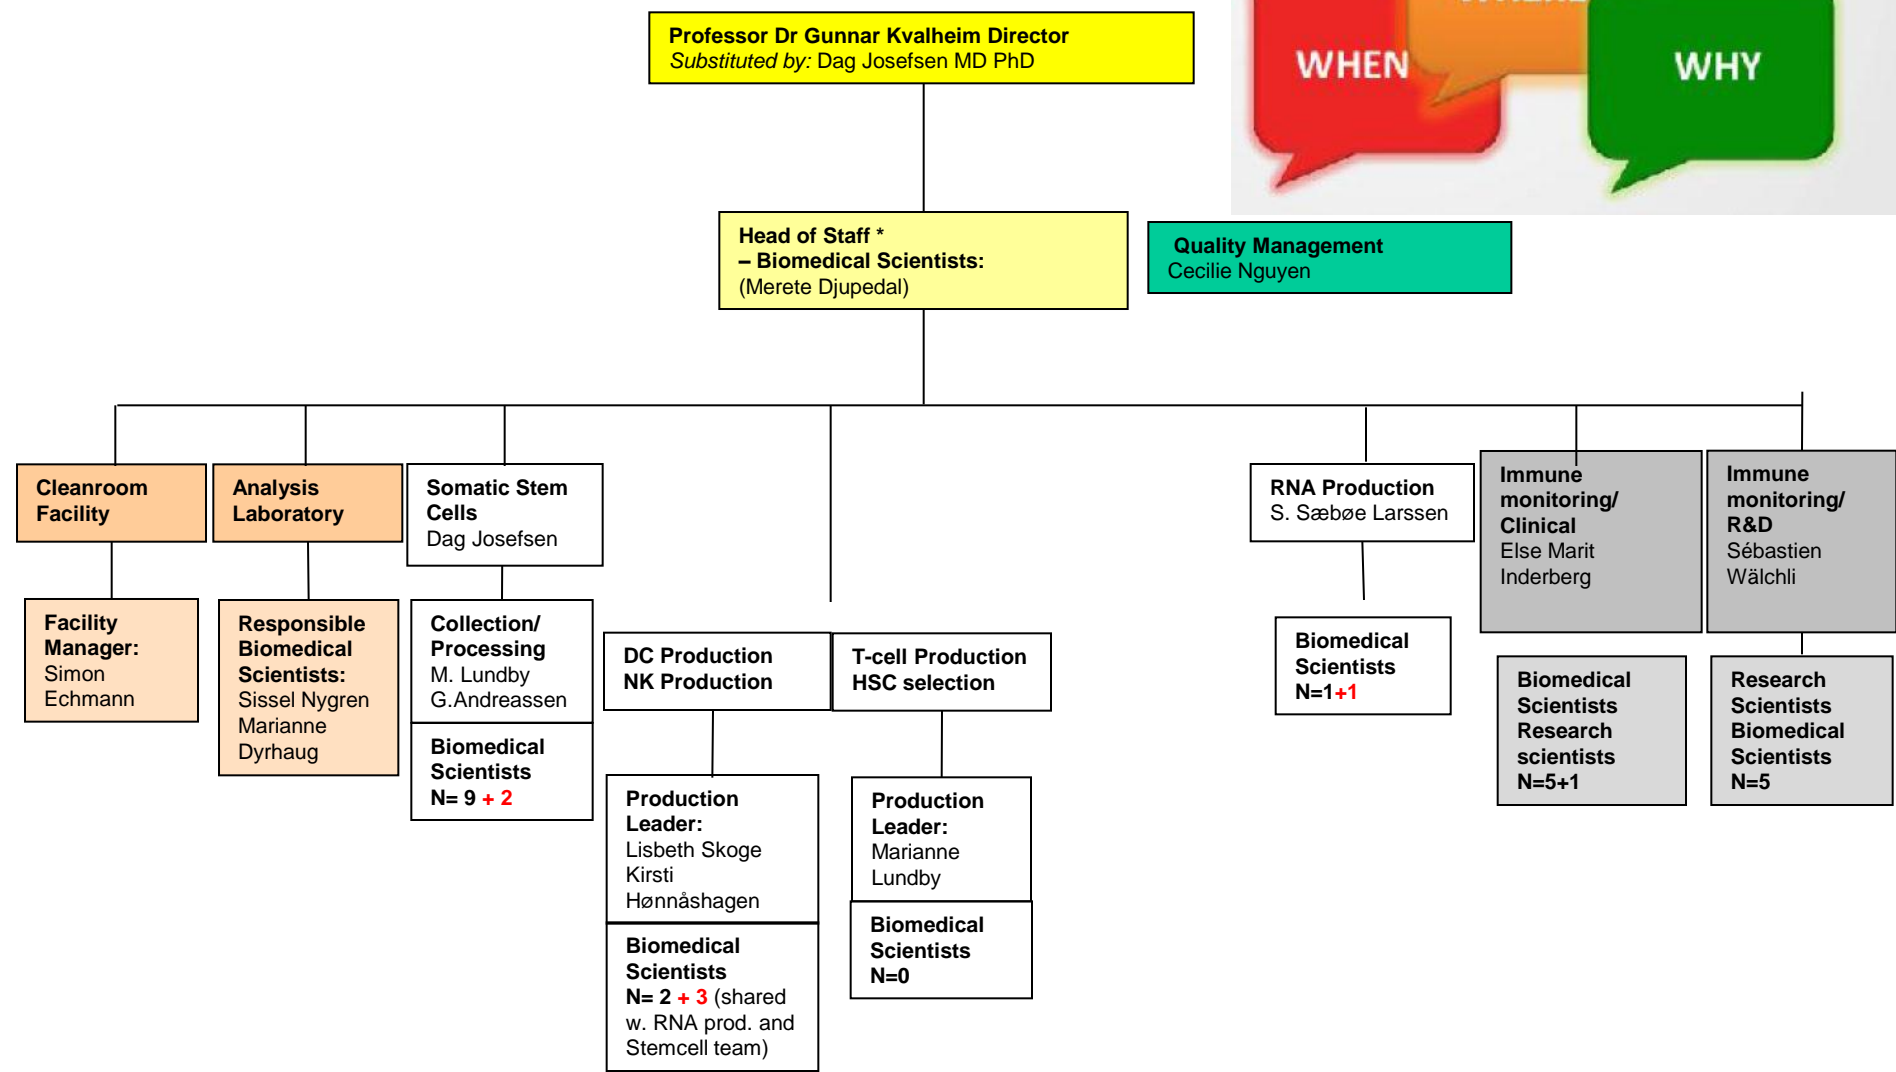 Professor Dr Gunnar Kvalheim Director
Substituted by: Dag Josefsen MD PhD
WHEN
WHY
Head of Staff *
– Biomedical Scientists:
(Merete Djupedal)
Quality Management
Cecilie Nguyen
Cleanroom
Facility
Analysis
Laboratory
Somatic Stem
Cells
Dag Josefsen
RNA Production
S. Sæbøe Larssen
Immune
monitoring/
Clinical
Else Marit
Inderberg
Immune
monitoring/
R&D
Sébastien
Wälchli
Facility
Manager:
Simon
Echmann
Responsible
Biomedical
Scientists:
Sissel Nygren
Marianne
Dyrhaug
Collection/
Processing
M. Lundby
G.Andreassen
Biomedical
Scientists
N= 9 + 2
DC Production
NK Production
T-cell Production
HSC selection
Biomedical
Scientists
N=1+1
Biomedical
Scientists
Research
scientists
N=5+1
Research
Scientists
Biomedical
Scientists
N=5
Production
Leader:
Lisbeth Skoge
Kirsti
Hønnåshagen
Biomedical
Scientists
N= 2 + 3 (shared
w. RNA prod. and
Stemcell team)
Production
Leader:
Marianne
Lundby
Biomedical
Scientists
N=0